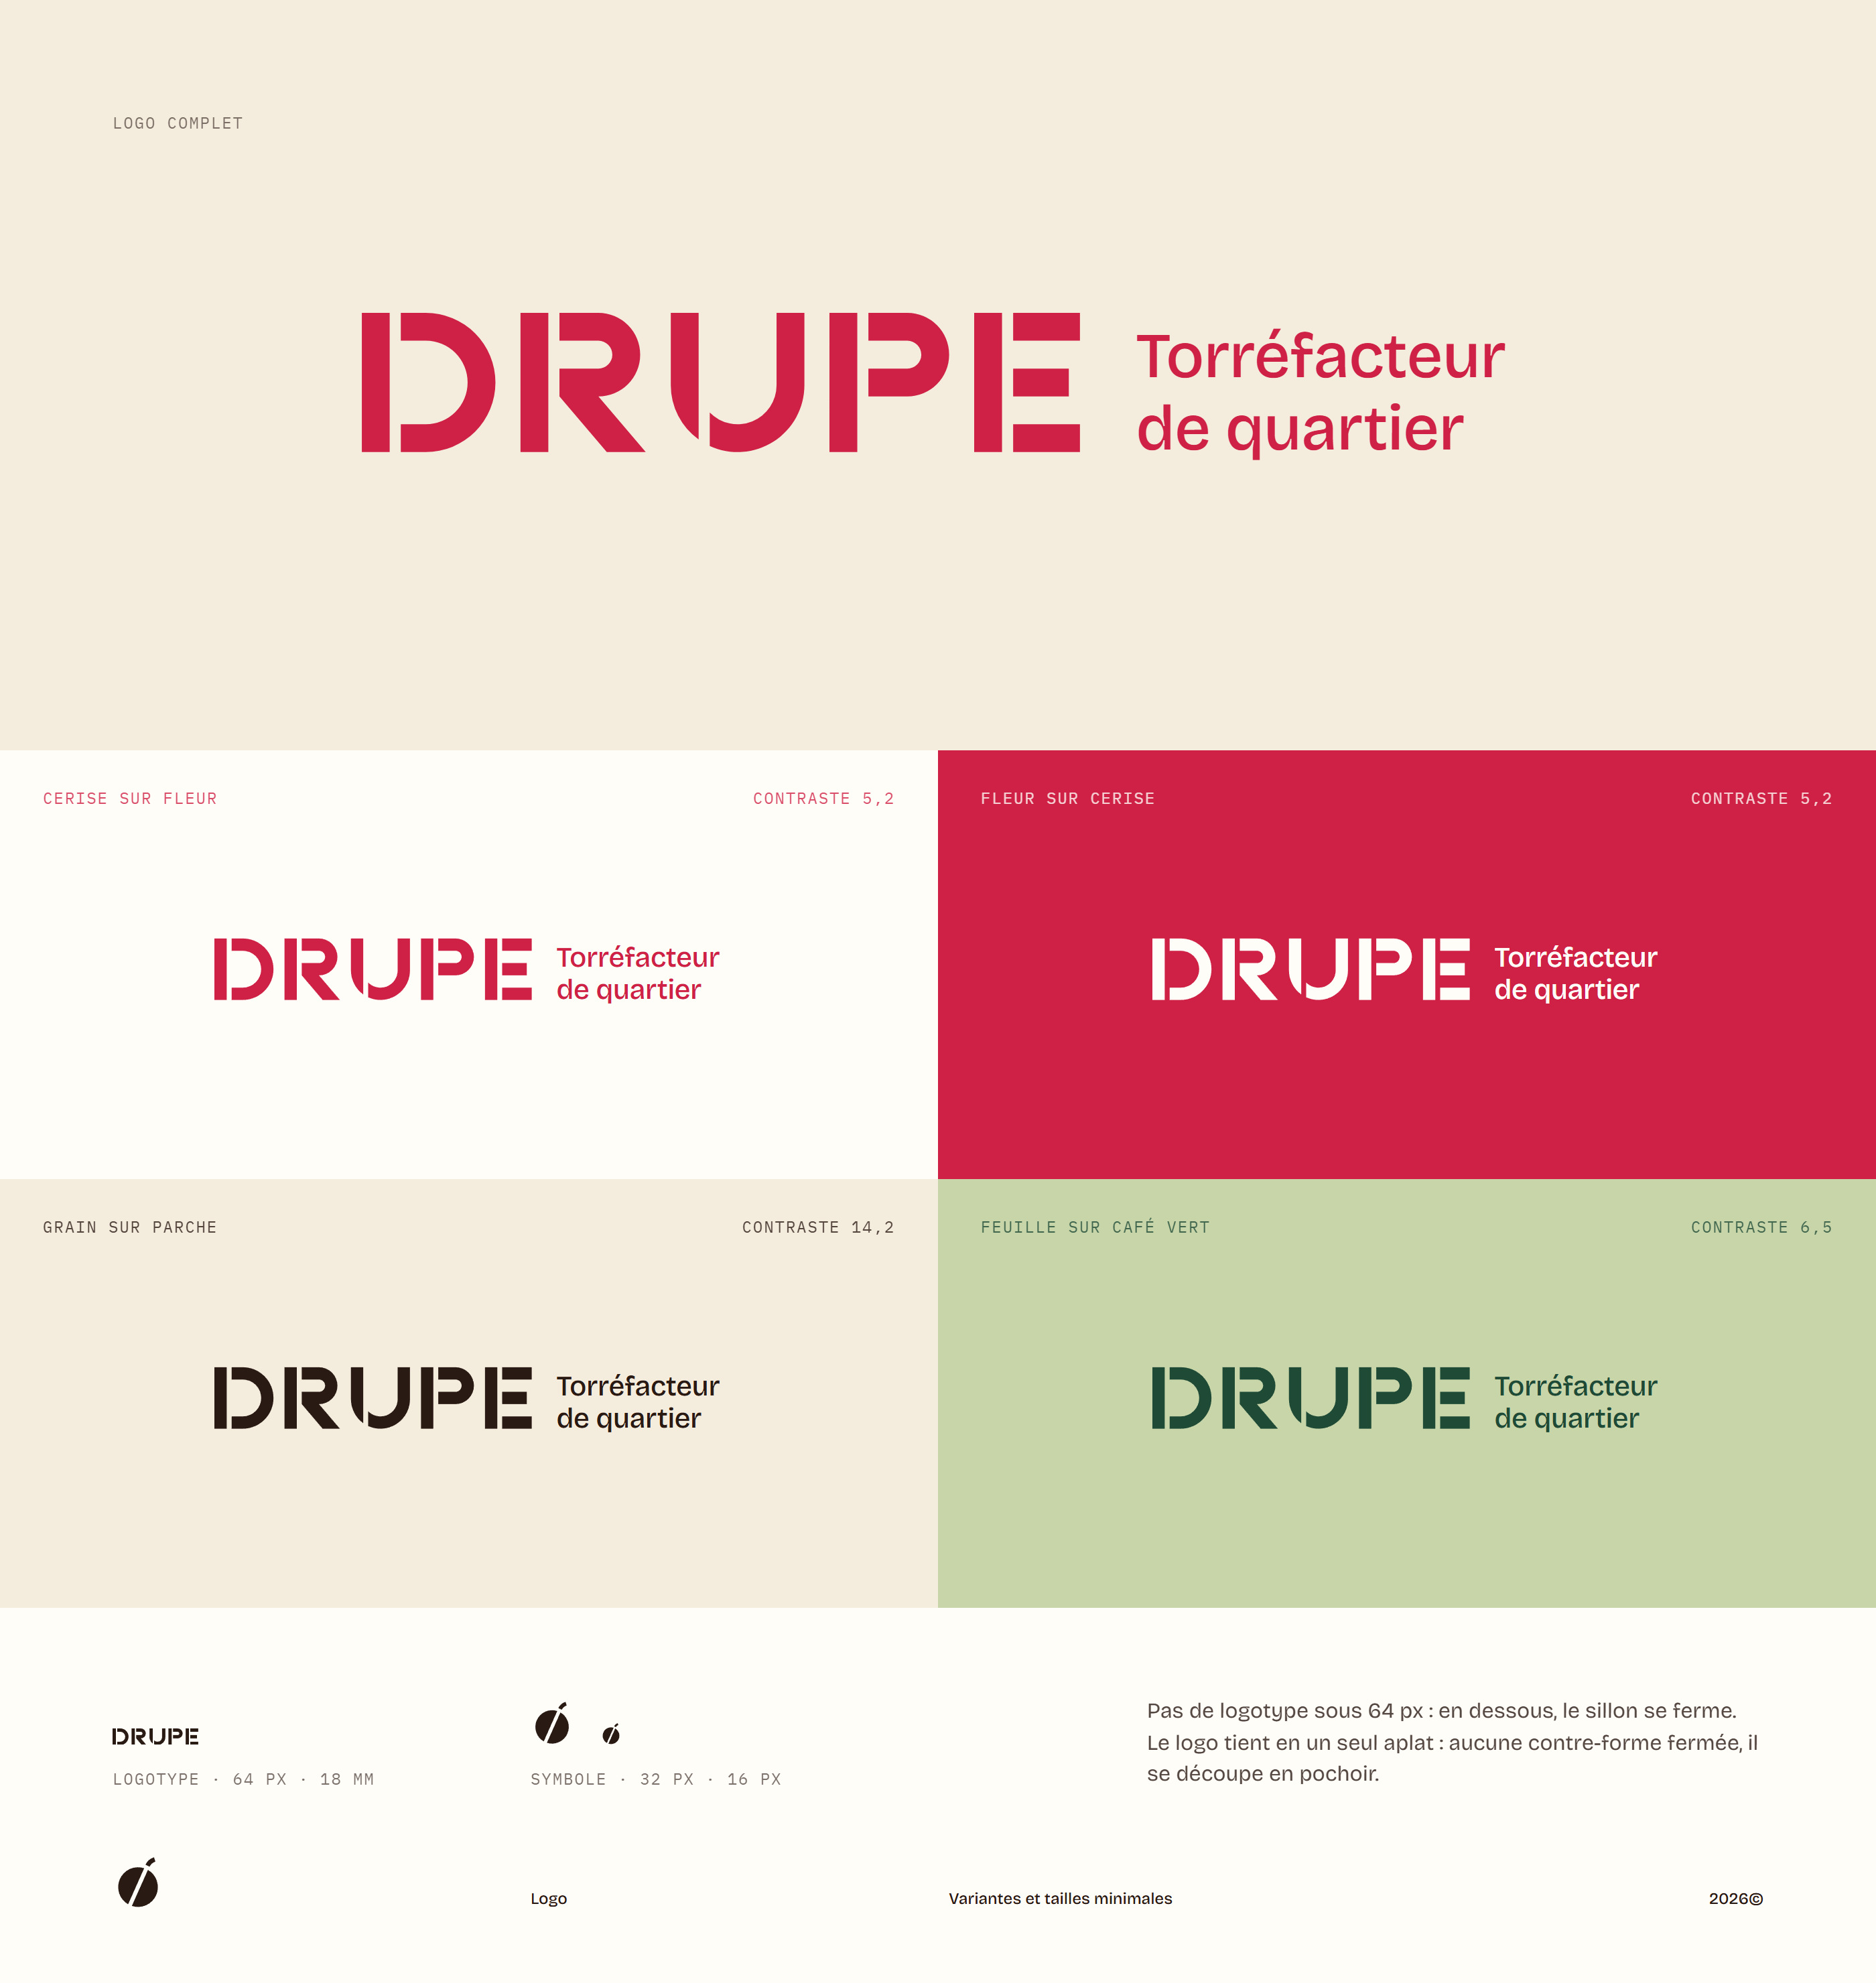 LOGO COMPLET
DRUPE
Torréfacteur
de quartier
CERISE SUR FLEUR
CONTRASTE 5,2
DRUPE
Torréfacteur
de quartier
FLEUR SUR CERISE
CONTRASTE 5,2
DRUPE
Torréfacteur
de quartier
GRAIN SUR PARCHE
CONTRASTE 14,2
DRUPE
Torréfacteur
de quartier
FEUILLE SUR CAFÉ VERT
CONTRASTE 6,5
DRUPE
Torréfacteur
de quartier
DRUPE
LOGOTYPE · 64 PX · 18 MM
SYMBOLE · 32 PX · 16 PX
Pas de logotype sous 64 px : en dessous, le sillon se ferme.
Le logo tient en un seul aplat : aucune contre-forme fermée, il
se découpe en pochoir.
Logo
Variantes et tailles minimales
2026©